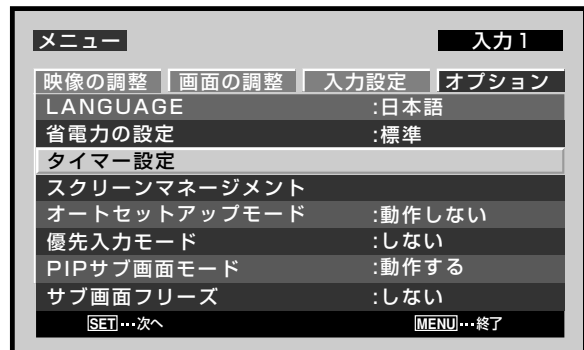 メニュー 入力1
映像の調整 画面の調整 入力設定 オプション
LANGUAGE :日本語
省電力の設定 :標準
タイマー設定
スクリーンマネージメント
オートセットアップモード :動作しない
優先入力モード :しない
PIPサブ画面モード :動作する
サブ画面フリーズ :しない
SET…次へ MENU…終了